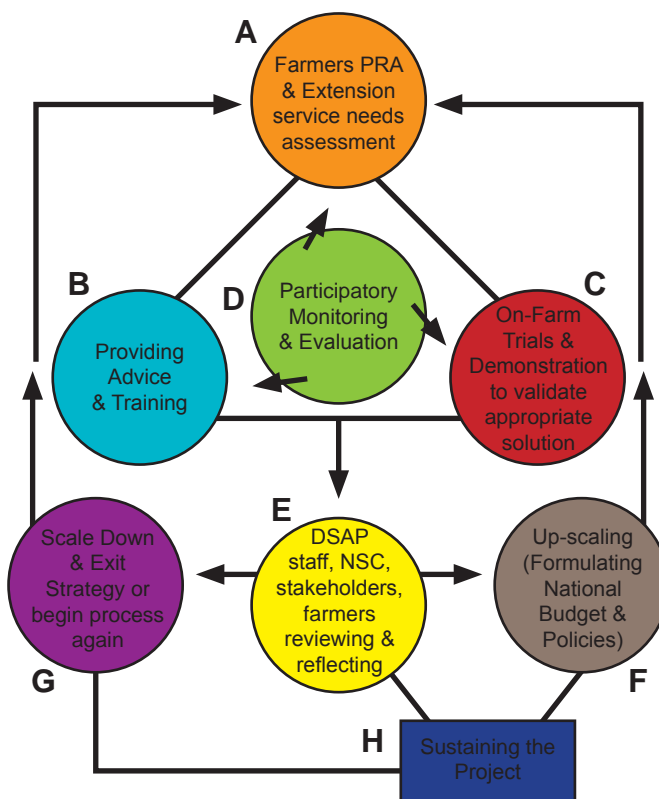 A
Farmers PRA
& Extension
service needs
assessment
B
Providing
Advice
& Training
D
Participatory
Monitoring
& Evaluation
C
On-Farm
Trials &
Demonstration
to validate
appropriate
solution
E
DSAP
staff, NSC,
stakeholders,
farmers
reviewing &
reflecting
Scale Down
& Exit
Strategy or
begin process
again
G
Up-scaling
(Formulating
National
Budget &
Policies)
F
H
Sustaining the
Project